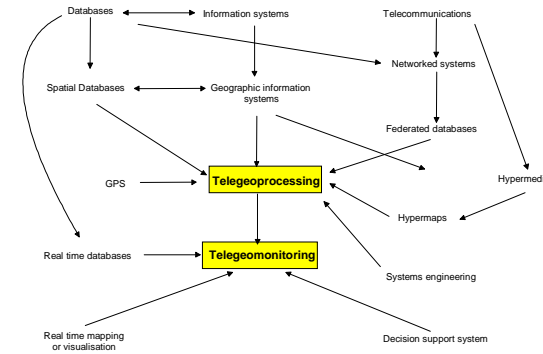 Databases
Information systems
Telecommunications
Networked systems
Spatial Databases
Geographic information
systems
Federated databases
GPS
Telegeoprocessing
Hypermedi
Hypermaps
Real time databases
Telegeomonitoring
Systems engineering
Real time mapping
or visualisation
Decision support system